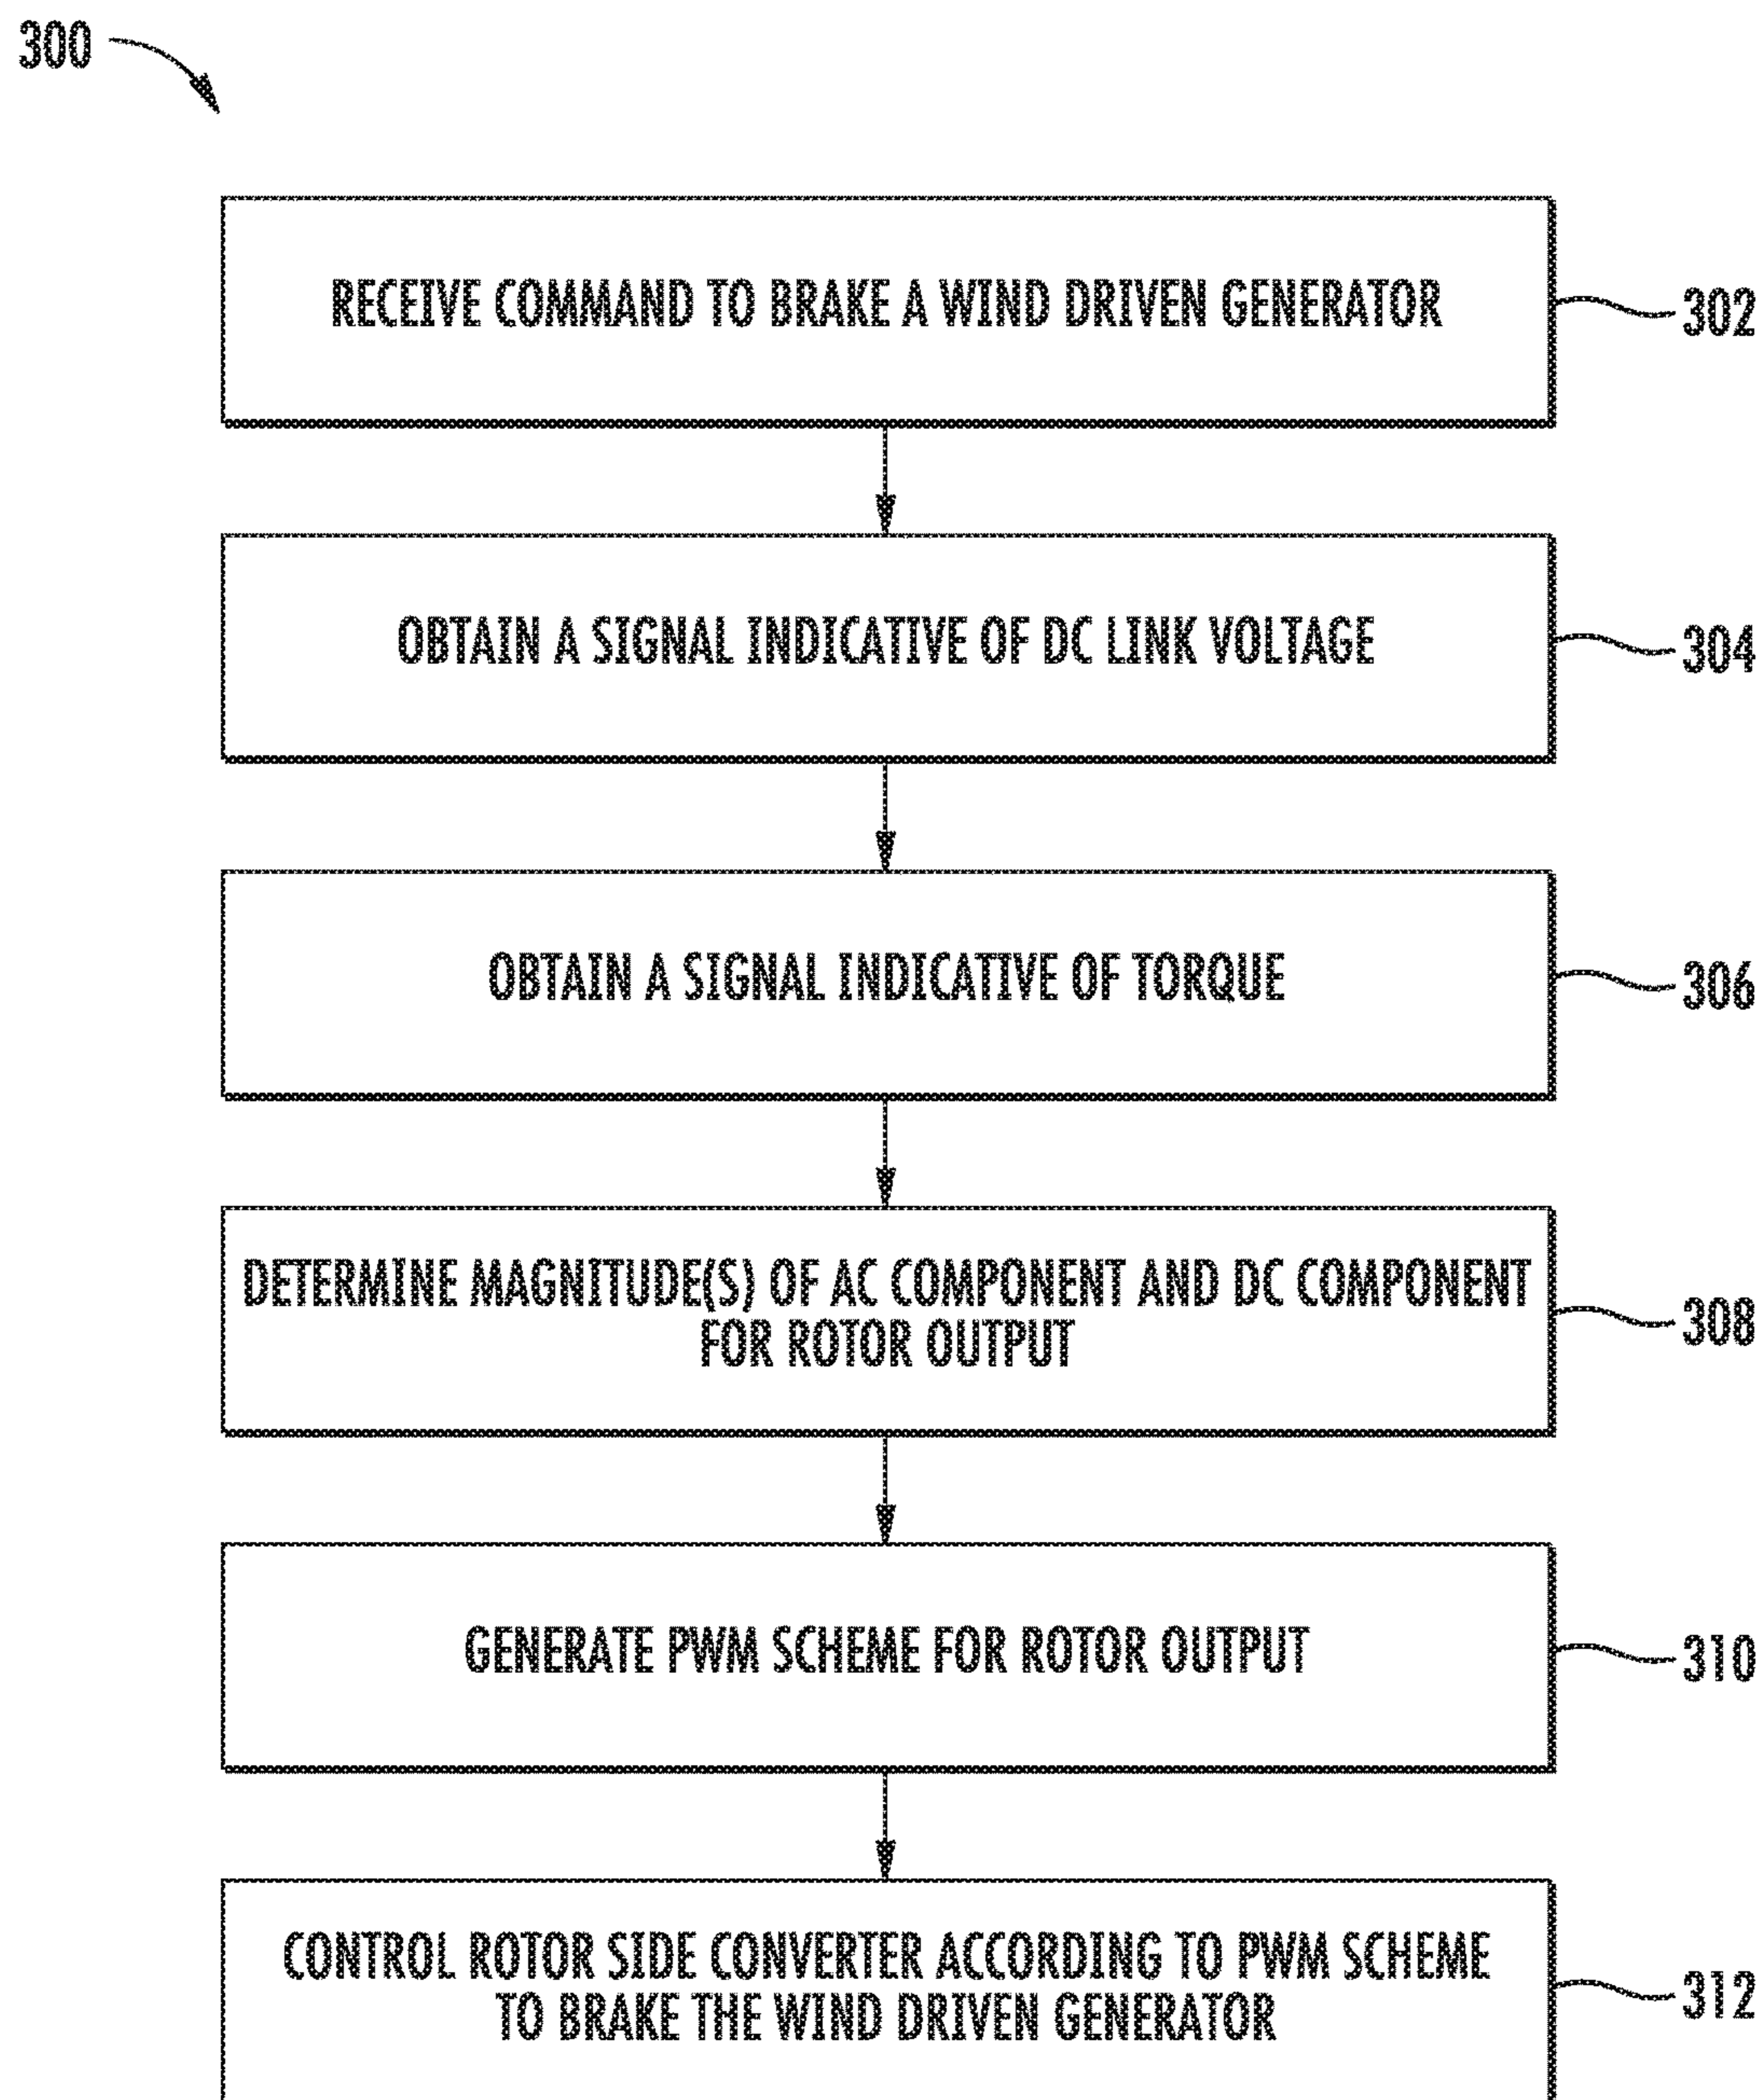 300
RECEIVE COMMAND TO BRAKE A WIND DRIVEN GENERATOR
302
OBTAIN A SIGNAL INDICATIVE OF DC LINK VOLTAGE
304
OBTAIN A SIGNAL INDICATIVE OF TORQUE
306
DETERMINE MAGNITUDE(S) OF AC COMPONENT AND DC COMPONENT
FOR ROTOR OUTPUT
308
GENERATE PWM SCHEME FOR ROTOR OUTPUT
310
CONTROL ROTOR SIDE CONVERTER ACCORDING TO PWM SCHEME
TO BRAKE THE WIND DRIVEN GENERATOR
312